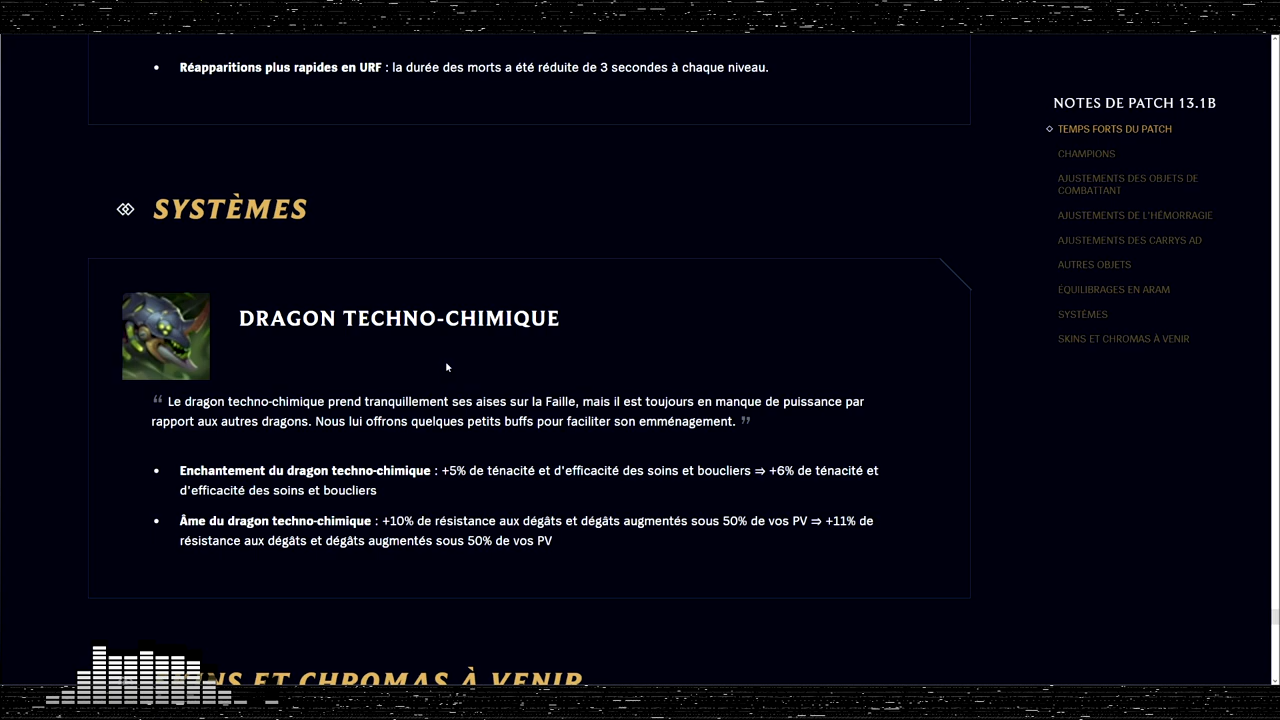 Réapparitions plus rapides en URF : la durée des morts a été réduite de 3 secondes à chaque niveau.
SYSTÈMES
DRAGON TECHNO-CHIMIQUE
“ Le dragon techno-chimique prend tranquillement ses aises sur la Faille, mais il est toujours en manque de puissance par
rapport aux autres dragons. Nous lui offrons quelques petits buffs pour faciliter son emménagement. ”
Enchantement du dragon techno-chimique : +5% de ténacité et d'efficacité des soins et boucliers ⇒ +6% de ténacité et
d'efficacité des soins et boucliers
Âme du dragon techno-chimique : +10% de résistance aux dégâts et dégâts augmentés sous 50% de vos PV ⇒ +11% de
résistance aux dégâts et dégâts augmentés sous 50% de vos PV
SKINS ET CHROMAS À VENIR
NOTES DE PATCH 13.1B
TEMPS FORTS DU PATCH
CHAMPIONS
AJUSTEMENTS DES OBJETS DE
COMBATTANT
AJUSTEMENTS DE L'HÉMORRAGIE
AJUSTEMENTS DES CARRYS AD
AUTRES OBJETS
ÉQUILIBRAGES EN ARAM
SYSTÈMES
SKINS ET CHROMAS À VENIR